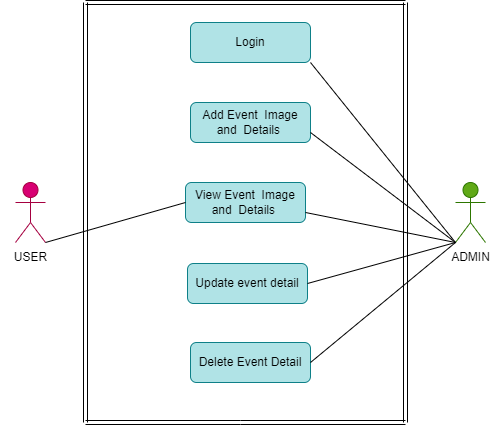 Login
Add Event  Image
and  Details
View Event  Image
and  Details
USER
ADMIN
Update event detail
Delete Event Detail